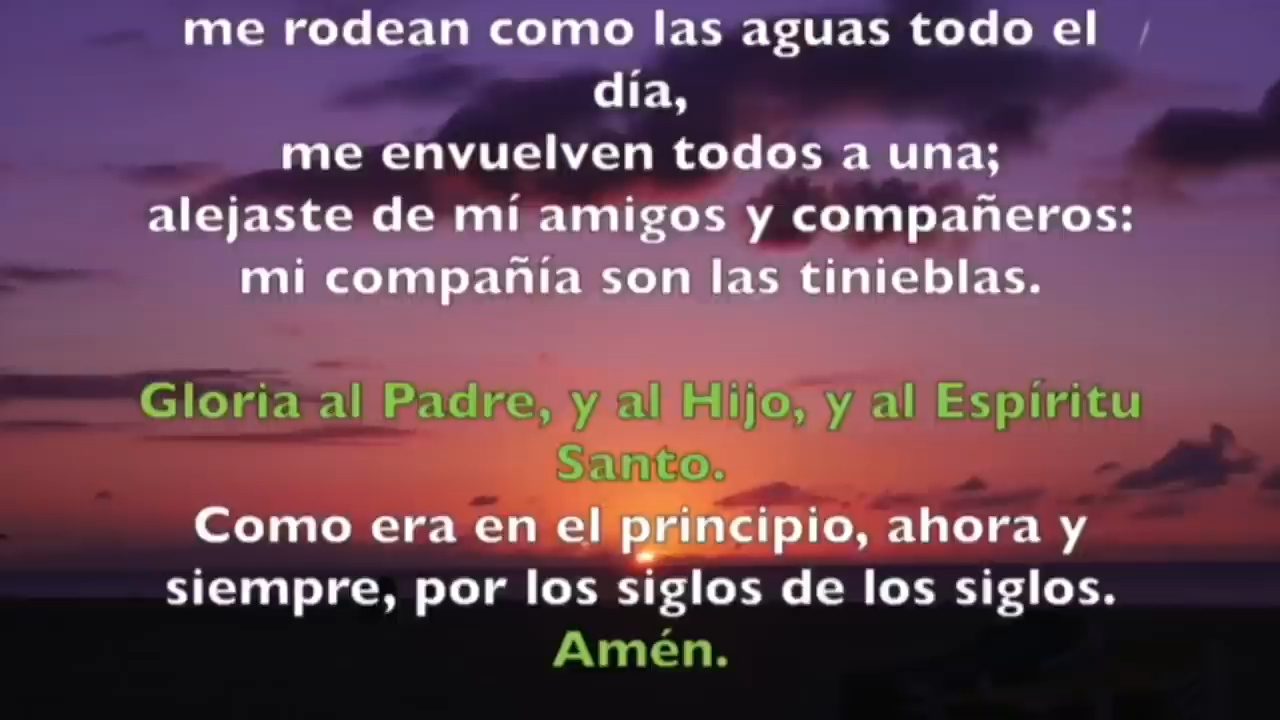 me rodean como las aguas todo el
día,
me envuelven todos a una;
alejaste de mí amigos y compañeros:
mi compañía son las tinieblas.
Gloria al Padre, y al Hijo, y al Espíritu
Santo.
Como era en el principio, ahora y
siempre, por los siglos de los siglos.
Amén.